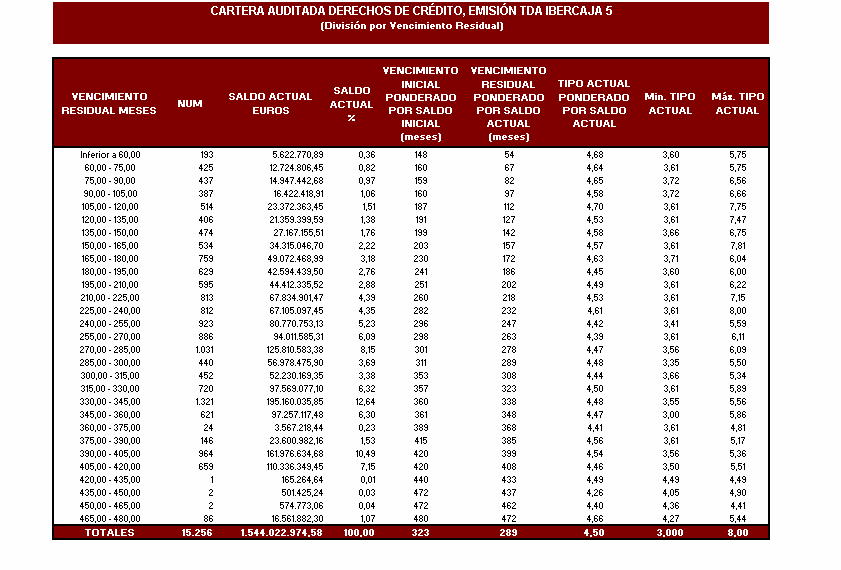 CARTERA AUDITADA DERECHOS DE CRÉDITO, EMISIÓN TDA IBERCAJA 5
(División por Vencimiento Residual)
VENCIMIENTO RESIDUAL MESES NUM SALDO ACTUAL EUROS SALDO ACTUAL % VENCIMIENTO INICIAL PONDERADO POR SALDO INICIAL (meses) VENCIMIENTO RESIDUAL PONDERADO POR SALDO ACTUAL (meses) TIPO ACTUAL PONDERADO POR SALDO ACTUAL Min. TIPO ACTUAL Máz. TIPO ACTUAL
Inferior a 60,00 193 5.622.770,89 0,36 148 54 4,68 3,60 5,75
60,00 - 75,00 425 12.724.806,45 0,82 160 67 4,64 3,61 5,75
75,00 - 90,00 437 14.947.442,68 0,97 159 82 4,65 3,72 6,56
90,00 - 105,00 387 16.422.418,91 1,06 160 97 4,58 3,72 6,66
105,00 - 120,00 514 23.372.363,45 1,51 187 112 4,70 3,61 7,75
120,00 - 135,00 406 21.359.399,59 1,38 191 127 4,53 3,61 7,47
135,00 - 150,00 474 27.167.155,51 1,76 199 142 4,58 3,66 6,75
150,00 - 165,00 534 34.315.046,70 2,22 203 157 4,57 3,61 7,81
165,00 - 180,00 759 49.072.468,99 3,18 230 172 4,63 3,71 6,04
180,00 - 195,00 629 42.594.439,50 2,76 241 186 4,45 3,60 6,00
195,00 - 210,00 595 44.412.335,52 2,88 251 202 4,49 3,61 6,22
210,00 - 225,00 813 67.834.901,47 4,39 260 218 4,53 3,61 7,15
225,00 - 240,00 812 67.105.097,45 4,35 282 232 4,61 3,61 8,00
240,00 - 255,00 923 80.770.753,13 5,23 296 247 4,42 3,41 5,59
255,00 - 270,00 886 94.011.585,31 6,09 298 263 4,39 3,61 6,11
270,00 - 285,00 1.031 125.810.583,38 8,15 301 278 4,47 3,56 6,09
285,00 - 300,00 440 56.978.475,90 3,69 311 289 4,48 3,35 5,50
300,00 - 315,00 452 52.230.169,35 3,38 353 308 4,44 3,66 5,34
315,00 - 330,00 720 97.569.077,10 6,32 357 323 4,50 3,61 5,89
330,00 - 345,00 1.321 195.160.035,85 12,64 360 338 4,48 3,55 5,56
345,00 - 360,00 621 97.257.117,48 6,30 361 348 4,47 3,00 5,86
360,00 - 375,00 24 3.567.218,44 0,23 389 368 4,41 3,61 4,81
375,00 - 390,00 146 23.600.982,16 1,53 415 385 4,56 3,61 5,17
390,00 - 405,00 964 161.976.634,68 10,49 420 399 4,54 3,56 5,36
405,00 - 420,00 659 110.336.349,45 7,15 420 408 4,46 3,50 5,51
420,00 - 435,00 1 165.264,64 0,01 440 433 4,49 4,49 4,49
435,00 - 450,00 2 501.425,24 0,03 472 437 4,26 4,05 4,90
450,00 - 465,00 2 574.773,06 0,04 472 462 4,40 4,36 4,41
465,00 - 480,00 86 16.561.882,30 1,07 480 472 4,66 4,27 5,44
TOTALES 15.256 1.544.022.974,58 100,00 323 289 4,50 3,000 8,00